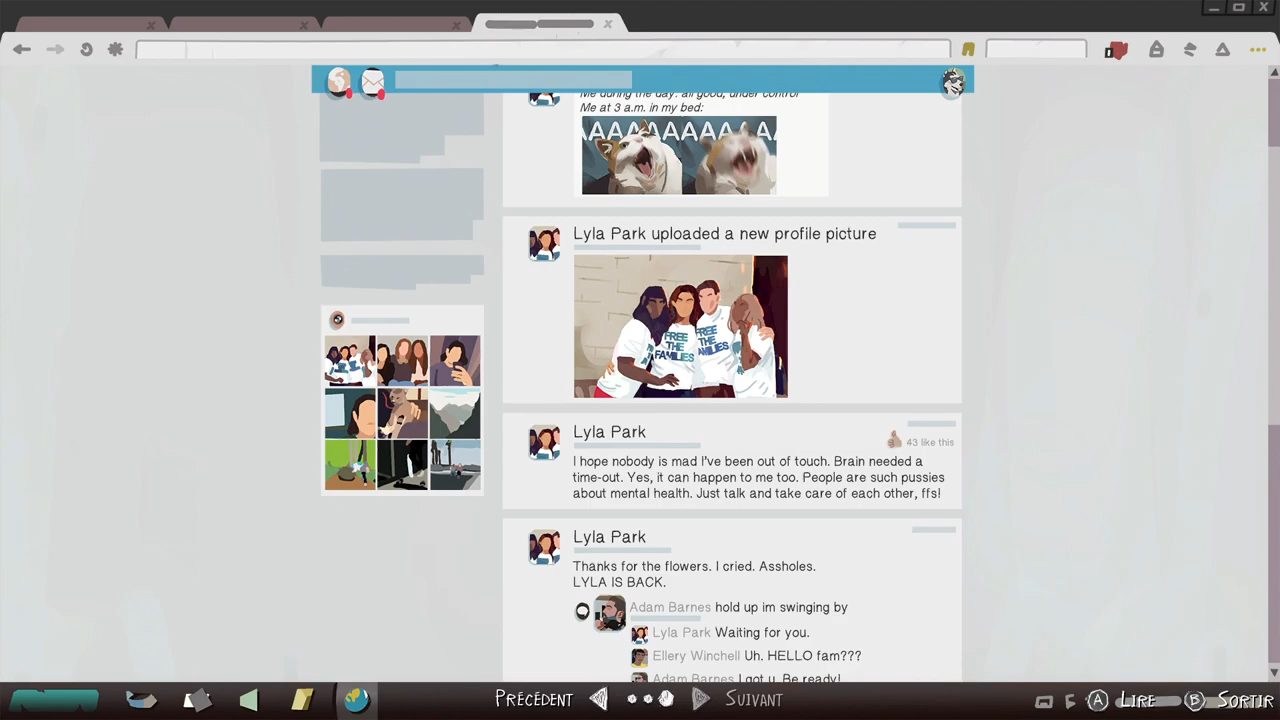 Me during the day: all good, under control
Me at 3 a.m. in my bed:
AAAAAAAAAAAA
Lyla Park uploaded a new profile picture
FREE
THE
FAMILIES
FREE
THE
FAMILIES
Lyla Park
43 like this
I hope nobody is mad I've been out of touch. Brain needed a
time-out. Yes, it can happen to me too. People are such pussies
about mental health. Just talk and take care of each other, ffs!
Lyla Park
Thanks for the flowers. I cried. Assholes.
LYLA IS BACK.
Adam Barnes hold up im swinging by
Lyla Park Waiting for you.
Ellery Winchell Uh. HELLO fam???
Adam Barnes I got u. Be ready!
Précédent
Suivant
A Lire
B Sortir